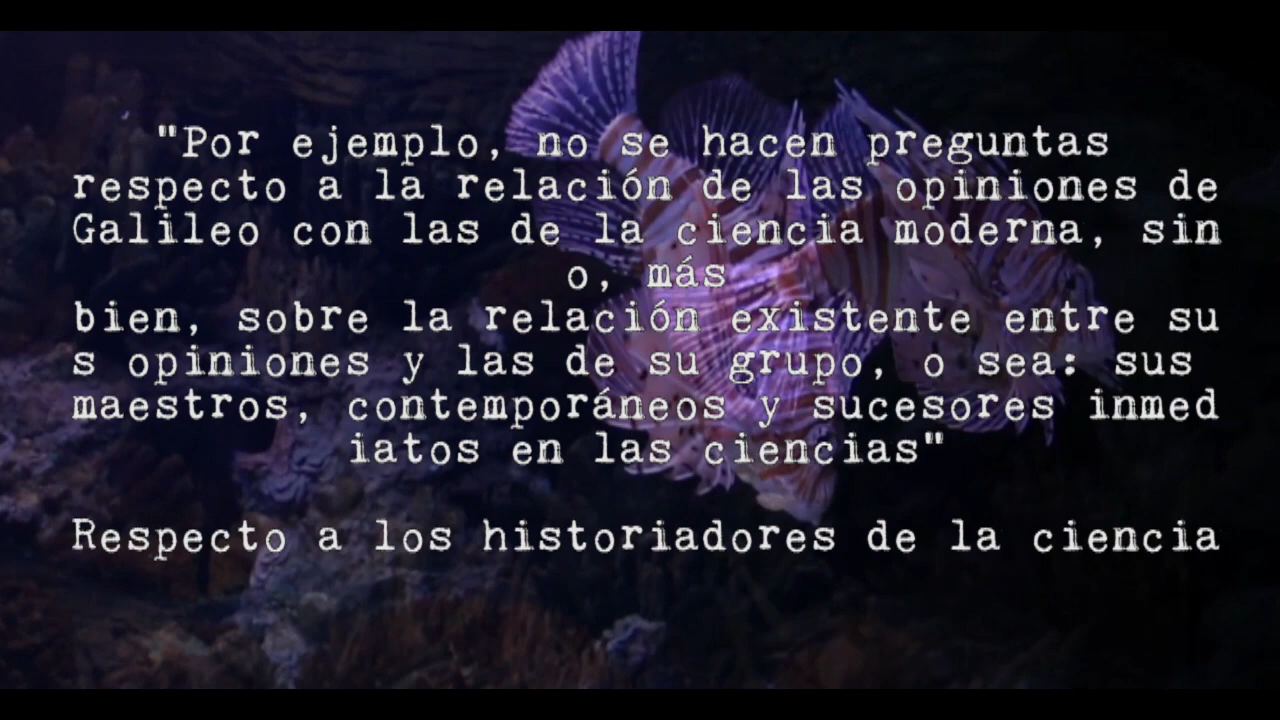 "Por ejemplo, no se hacen preguntas
respecto a la relación de las opiniones de
Galileo con las de la ciencia moderna, sin
o, más
bien, sobre la relación existente entre su
s opiniones y las de su grupo, o sea: sus
maestros, contemporáneos y sucesores inmed
iatos en las ciencias"
Respecto a los historiadores de la ciencia